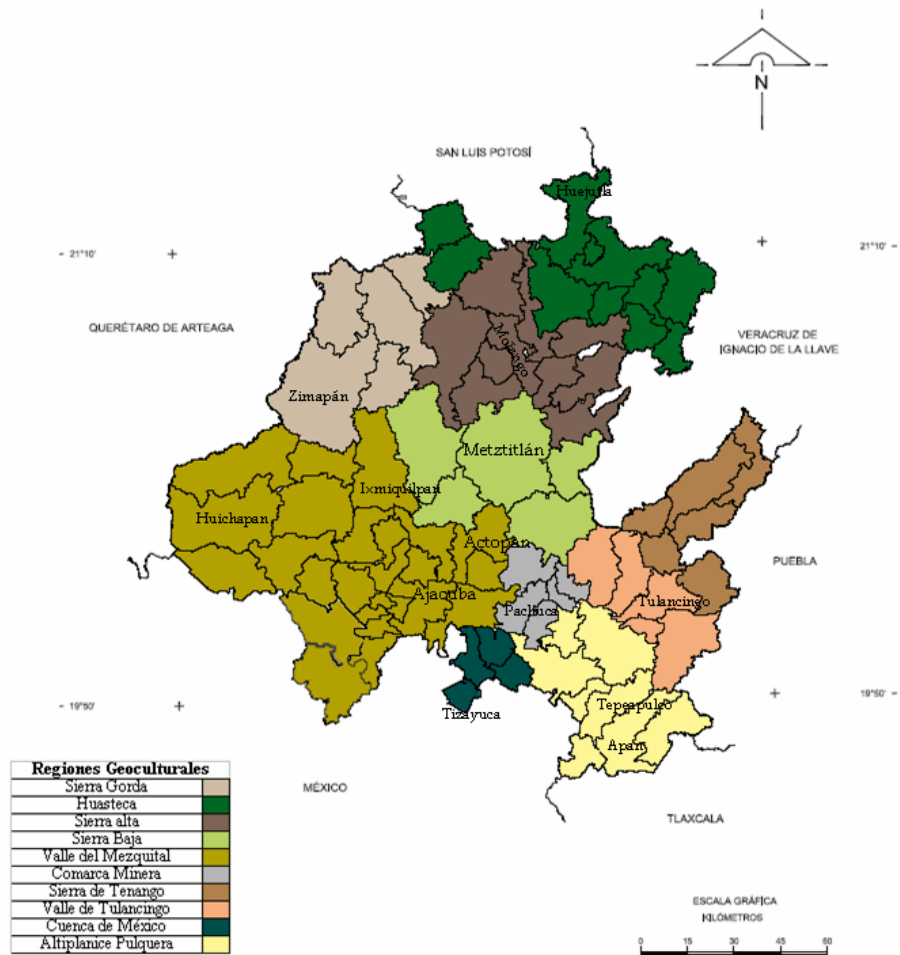 N
SAN LUIS POTOSÍ
Huejutla
21°10'
21°10'
QUERÉTARO DE ARTEAGA
VERACRUZ DE
IGNACIO DE LA LLAVE
Molango
Zimapán
Metztitlán
Ixmiquilpan
Huichapan
Actopan
PUEBLA
Ajacuba
Pachuca
Tulancingo
19°50'
19°50'
Tepeapulco
Tizayuca
Apan
Regiones Geoculturales
Sierra Gorda
Huasteca
Sierra alta
Sierra Baja
Valle del Mezquital
Comarca Minera
Sierra de Tenango
Valle de Tulancingo
Cuenca de México
Altiplanice Pulquera
MÉXICO
TLAXCALA
ESCALA GRÁFICA
KILÓMETROS
0 15 30 45 60